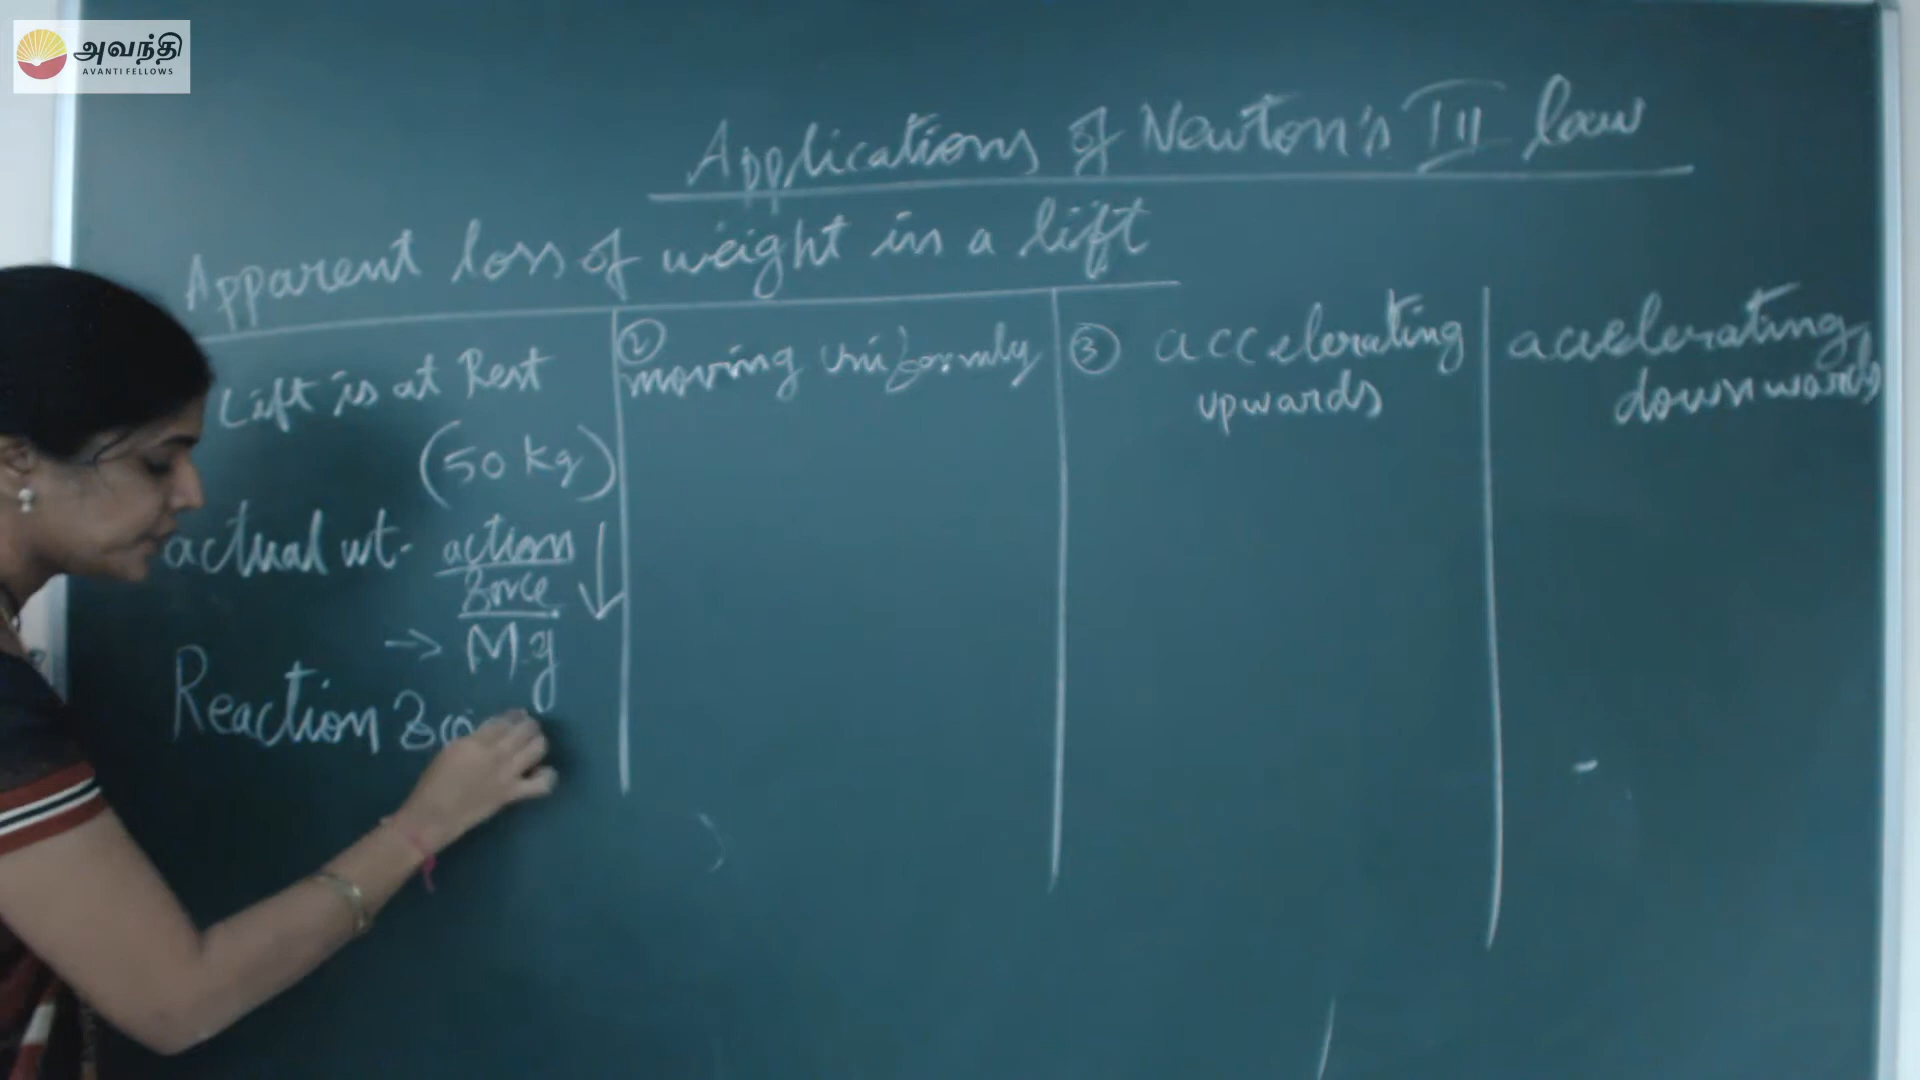 அவந்தி
AVANTI FELLOWS
Applications of Newton's III law
Apparent loss of weight in a lift
Lift is at Rest
(50 kg)
actual wt. action
force
→ Mg
Reaction
②
moving uniformly
③ accelerating
upwards
accelerating
downwards